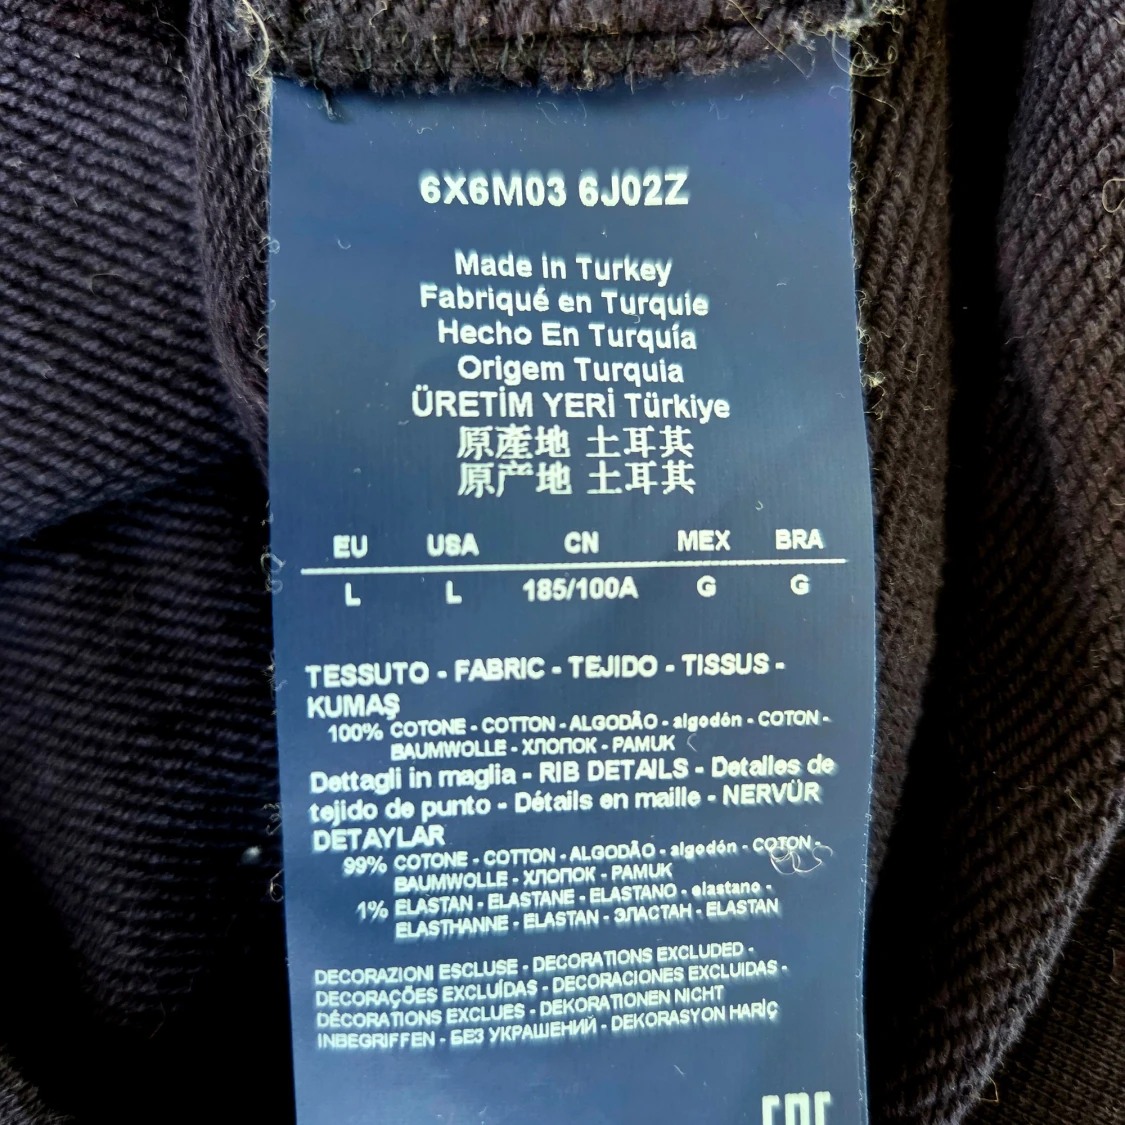 6X6M03 6J02Z
Made in Turkey
Fabriqué en Turquie
Hecho En Turquía
Origem Turquia
ÜRETİM YERİ Türkiye
原產地 土耳其
原产地 土耳其
EU USA CN MEX BRA
L L 185/100A G G
TESSUTO - FABRIC - TEJIDO - TISSUS -
KUMAŞ
100% COTONE - COTTON - ALGODÃO - algodón - COTON -
BAUMWOLLE - ХЛОПОК - PAMUK
Dettagli in maglia - RIB DETAILS - Detalles de
tejido de punto - Détails en maille - NERVÜR
DETAYLAR
99% COTONE - COTTON - ALGODÃO - algodón - COTON -
BAUMWOLLE - ХЛОПОК - PAMUK
1% ELASTAN - ELASTANE - ELASTANO - elastano -
ELASTHANNE - ELASTAN - ЭЛАСТАН - ELASTAN
DECORAZIONI ESCLUSE - DECORATIONS EXCLUDED -
DECORAÇÕES EXCLUÍDAS - DECORACIONES EXCLUIDAS -
DÉCORATIONS EXCLUES - DEKORATIONEN NICHT
INBEGRIFFEN - БЕЗ УКРАШЕНИЙ - DEKORASYON HARİÇ